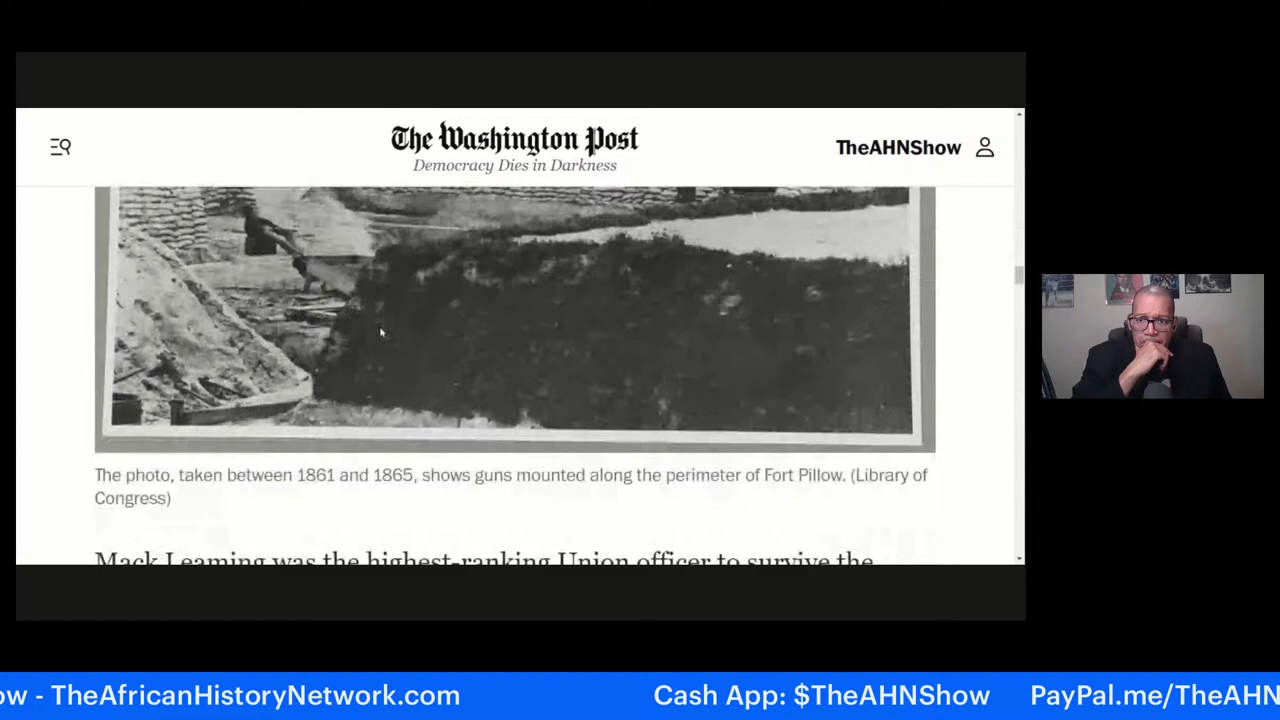 The Washington Post
Democracy Dies in Darkness
TheAHNShow
The photo, taken between 1861 and 1865, shows guns mounted along the perimeter of Fort Pillow. (Library of
Congress)
Mack Leaming was the highest-ranking Union officer to survive the
ow - TheAfricanHistoryNetwork.com
Cash App: $TheAHNShow
PayPal.me/TheAHN